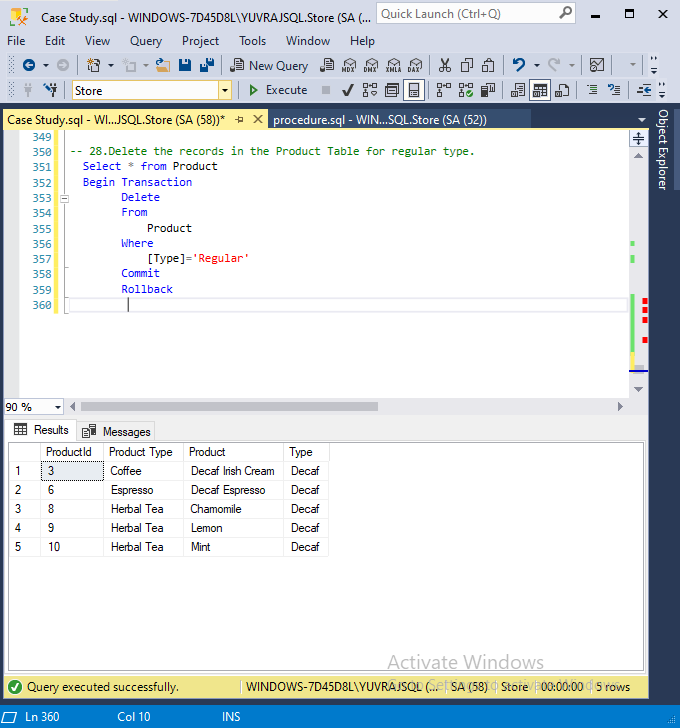 Case Study.sql - WINDOWS-7D45D8L\YUVRAJSQL.Store (SA (...
Quick Launch (Ctrl+Q)
File Edit View Query Project Tools Window Help
New Query MDX DMX XMLA DAX
Store Execute
Case Study.sql - WI...JSQL.Store (SA (58))* procedure.sql - WIN...SQL.Store (SA (52))
Object Explorer
349
350 -- 28.Delete the records in the Product Table for regular type.
351 Select * from Product
352 Begin Transaction
353 Delete
354 From
355 Product
356 Where
357 [Type]='Regular'
358 Commit
359 Rollback
360
90 %
Results Messages
ProductId Product Type Product Type
1 3 Coffee Decaf Irish Cream Decaf
2 6 Espresso Decaf Espresso Decaf
3 8 Herbal Tea Chamomile Decaf
4 9 Herbal Tea Lemon Decaf
5 10 Herbal Tea Mint Decaf
Activate Windows
Go to Settings to activate Windows.
Query executed successfully. WINDOWS-7D45D8L\YUVRAJSQL (... SA (58) Store 00:00:00 5 rows
Ln 360 Col 10 INS